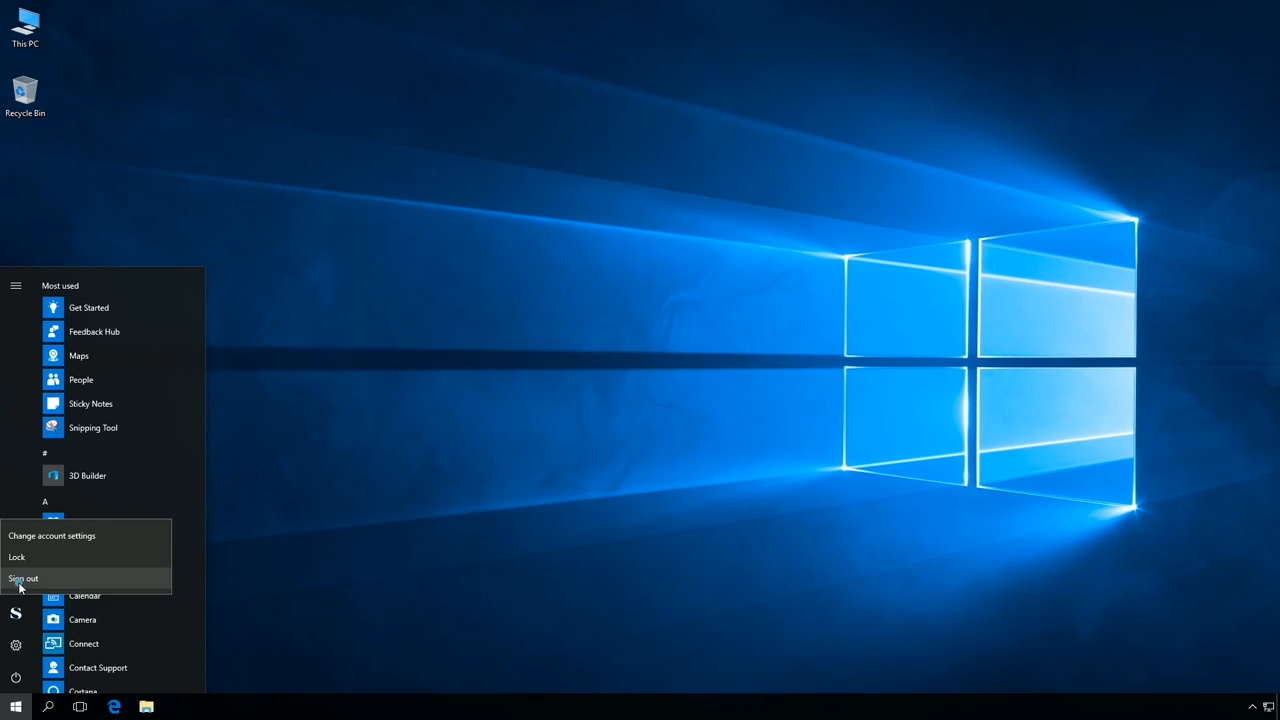 This PC
Recycle Bin
Most used
Get Started
Feedback Hub
Maps
People
Sticky Notes
Snipping Tool
#
3D Builder
A
Change account settings
Lock
Sign out
Calendar
Camera
Connect
Contact Support
Cortana